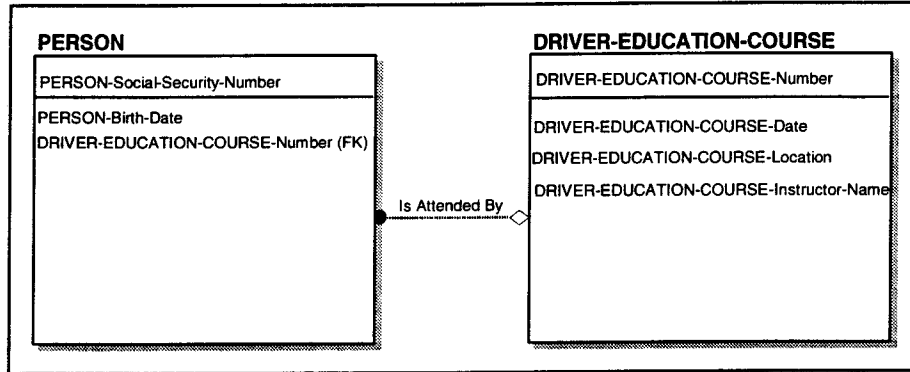 PERSON
PERSON-Social-Security-Number
PERSON-Birth-Date
DRIVER-EDUCATION-COURSE-Number (FK)
Is Attended By
DRIVER-EDUCATION-COURSE
DRIVER-EDUCATION-COURSE-Number
DRIVER-EDUCATION-COURSE-Date
DRIVER-EDUCATION-COURSE-Location
DRIVER-EDUCATION-COURSE-Instructor-Name